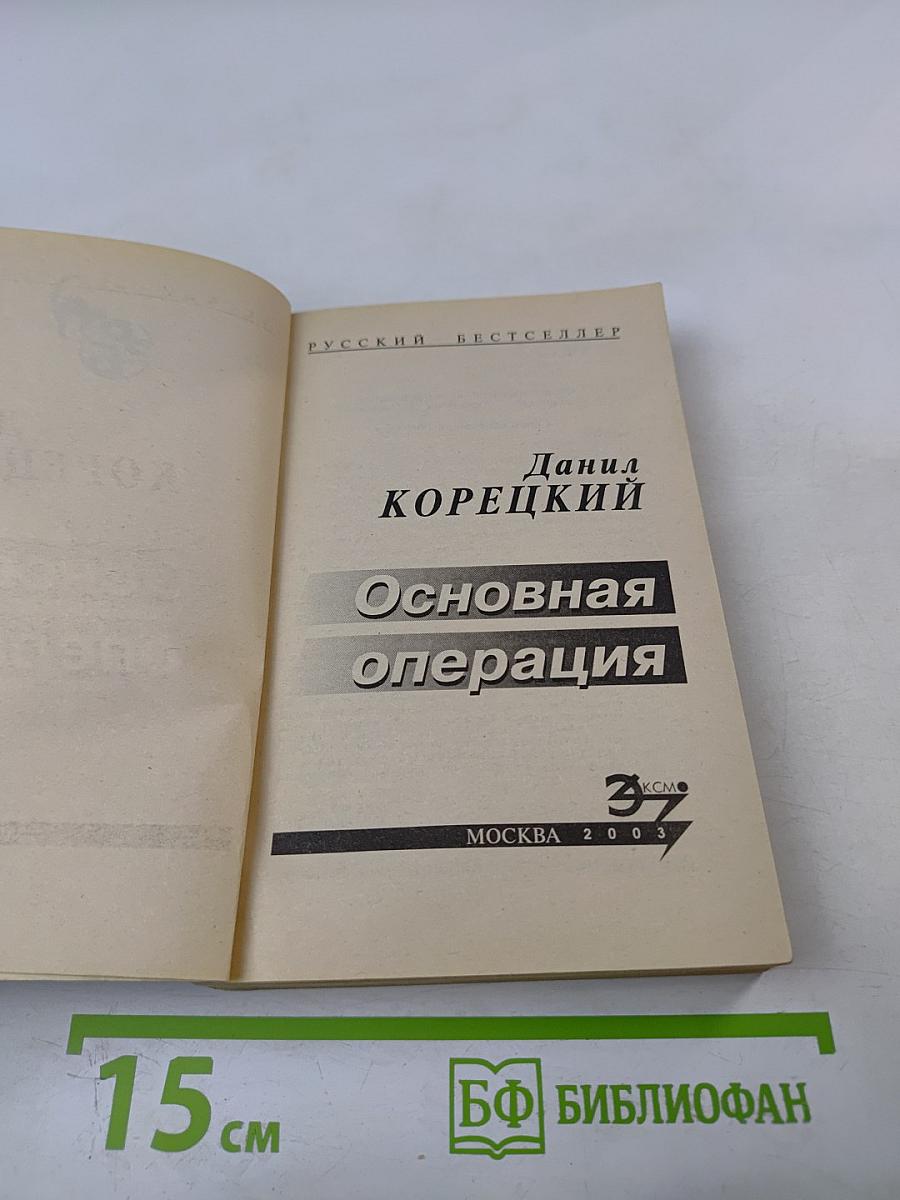 РУССКИЙ БЕСТСЕЛЛЕР
Данил
КОРЕЦКИЙ
Основная
операция
ЭКСМО
МОСКВА 2003
15 см
БФ БИБЛИОФАН